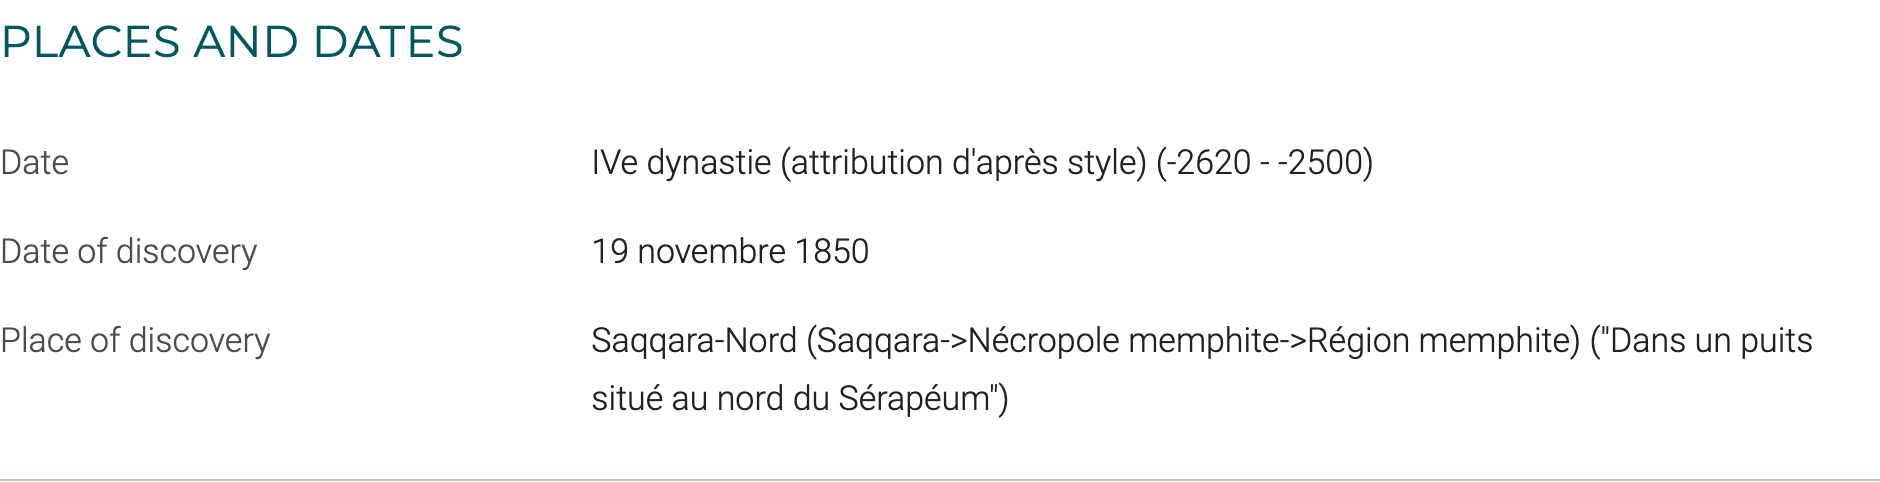 PLACES AND DATES
Date
IVe dynastie (attribution d'après style) (-2620 - -2500)
Date of discovery
19 novembre 1850
Place of discovery
Saqqara-Nord (Saqqara->Nécropole memphite->Région memphite) ("Dans un puits
situé au nord du Sérapéum")